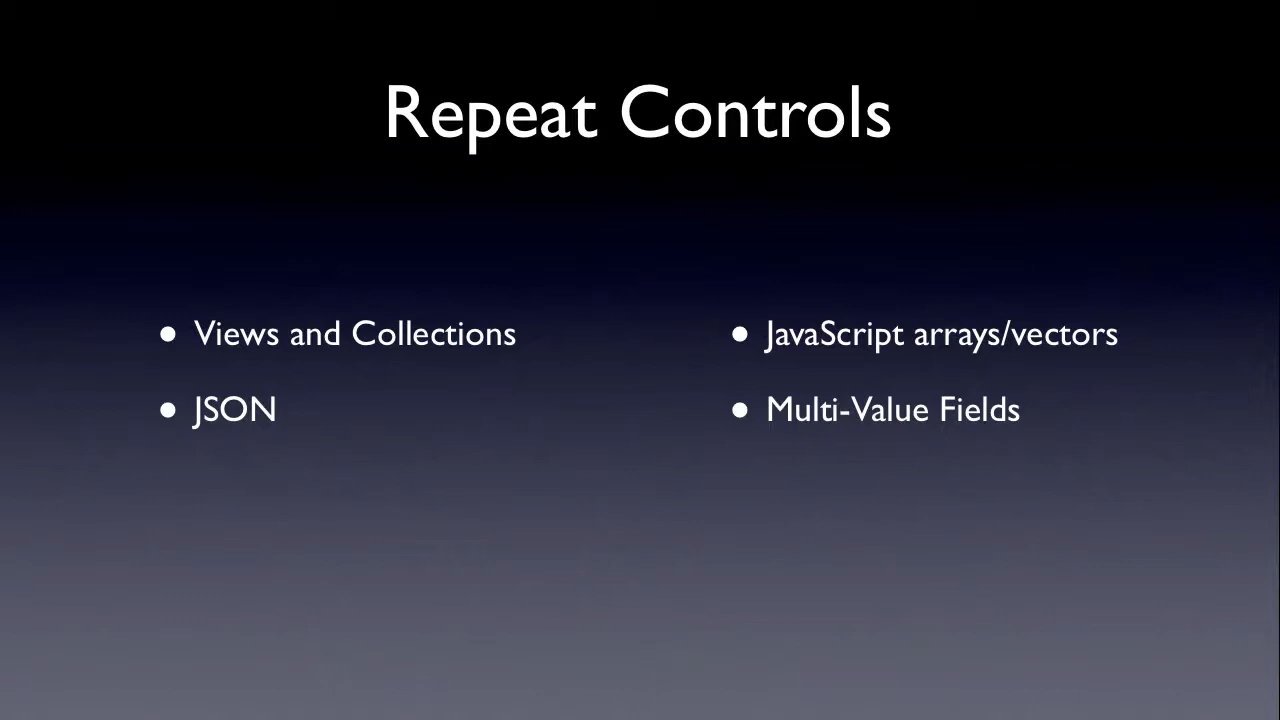 Repeat Controls
• Views and Collections
• JSON
• JavaScript arrays/vectors
• Multi-Value Fields